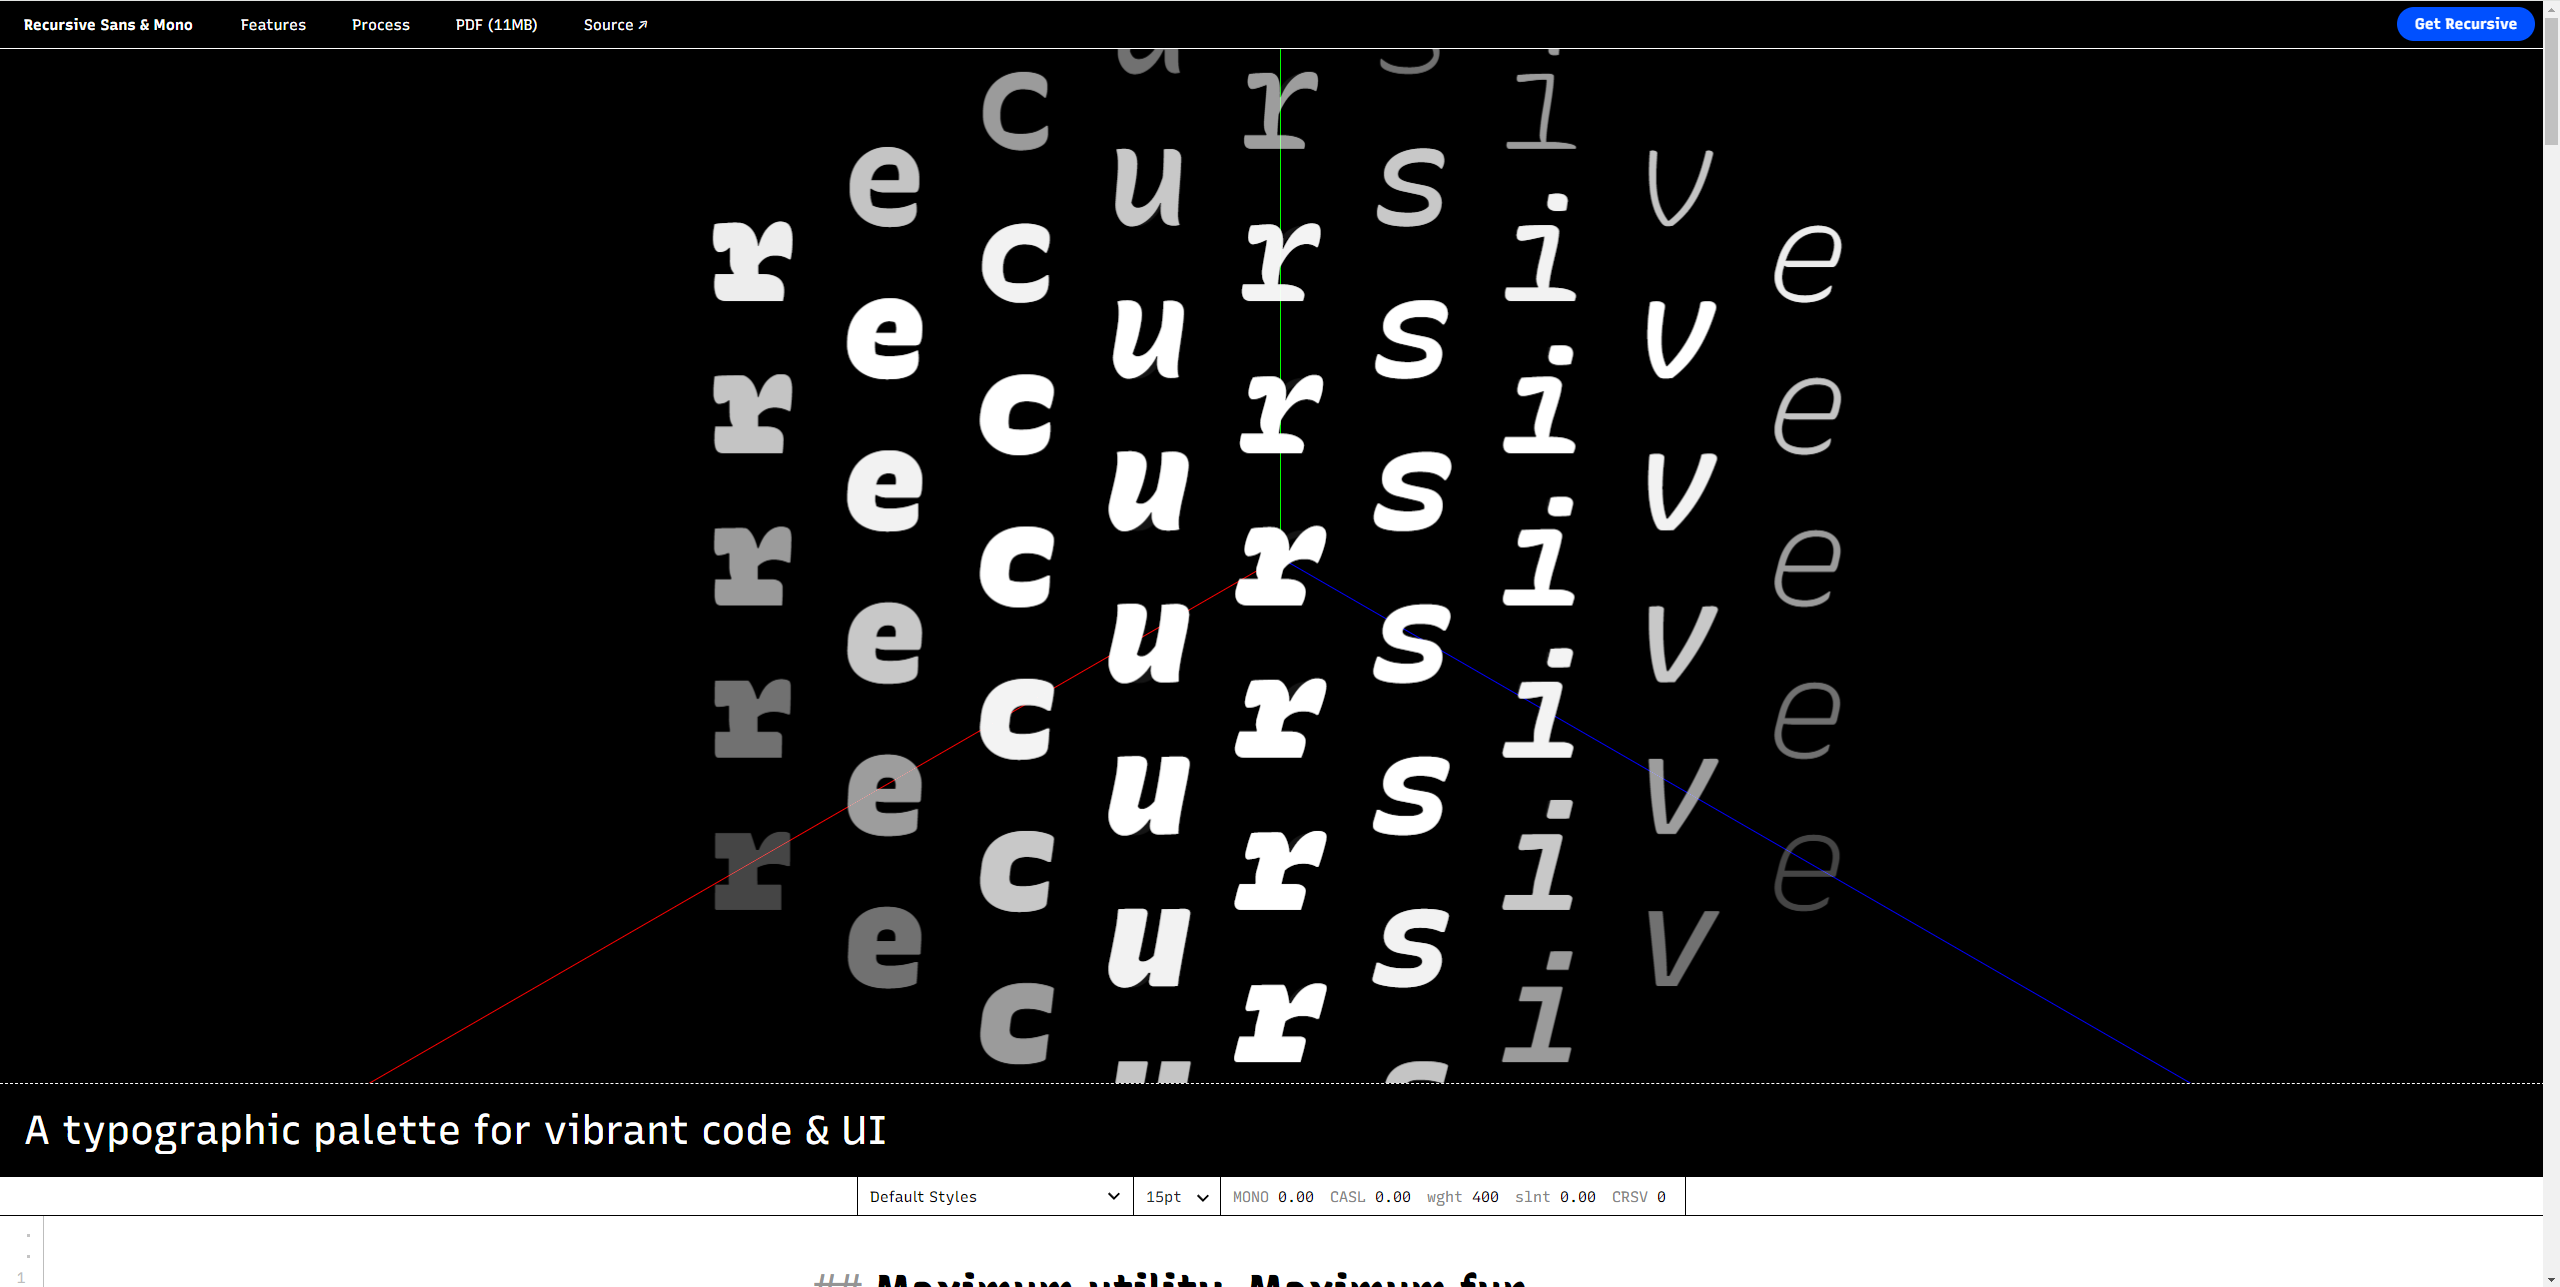 Recursive Sans & Mono Features Process PDF (11MB) Source ↗ Get Recursive
u s i
c r i
e u s v
r c r i e
e u s v
r c r i e
e u s v
r c r i e
e u s v
r c r i e
e u s v
r c r i e
e u s v
c r i
u s
A typographic palette for vibrant code & UI
Default Styles 15pt MONO 0.00 CASL 0.00 wght 400 slnt 0.00 CRSV 0
1 ## Maximum utility. Maximum fun